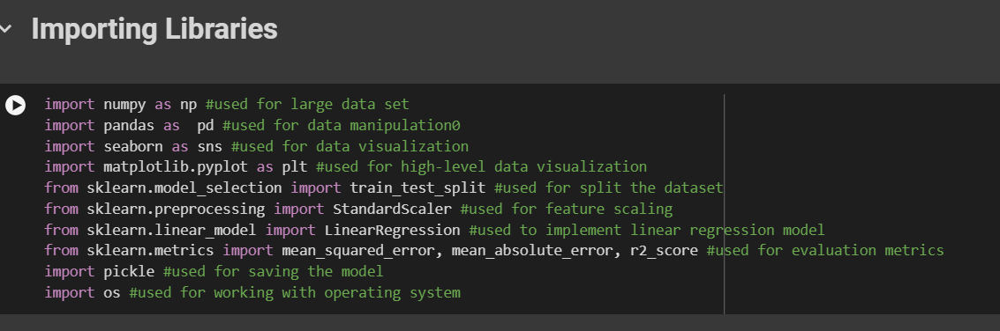 Importing Libraries
import numpy as np #used for large data set
import pandas as  pd #used for data manipulation0
import seaborn as sns #used for data visualization
import matplotlib.pyplot as plt #used for high-level data visualization
from sklearn.model_selection import train_test_split #used for split the dataset
from sklearn.preprocessing import StandardScaler #used for feature scaling
from sklearn.linear_model import LinearRegression #used to implement linear regression model
from sklearn.metrics import mean_squared_error, mean_absolute_error, r2_score #used for evaluation metrics
import pickle #used for saving the model
import os #used for working with operating system